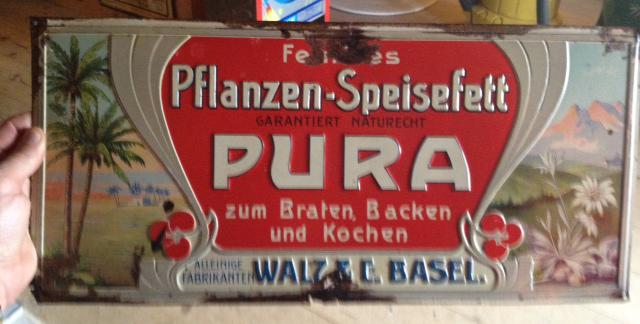 Pflanzen-Speisefett
GARANTIERT NATURECHT
PURA
zum Braten, Backen
und Kochen
ALLEINIGE
FABRIKANTEN
WALZ & C. BASEL.